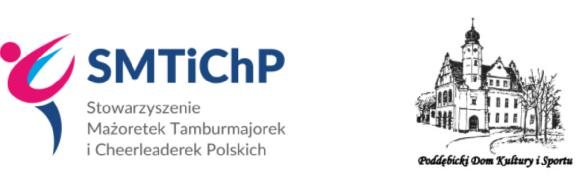 SMTiChP
Stowarzyszenie
Mażoretek Tamburmajorek
i Cheerleaderek Polskich
Poddębicki Dom Kultury i Sportu